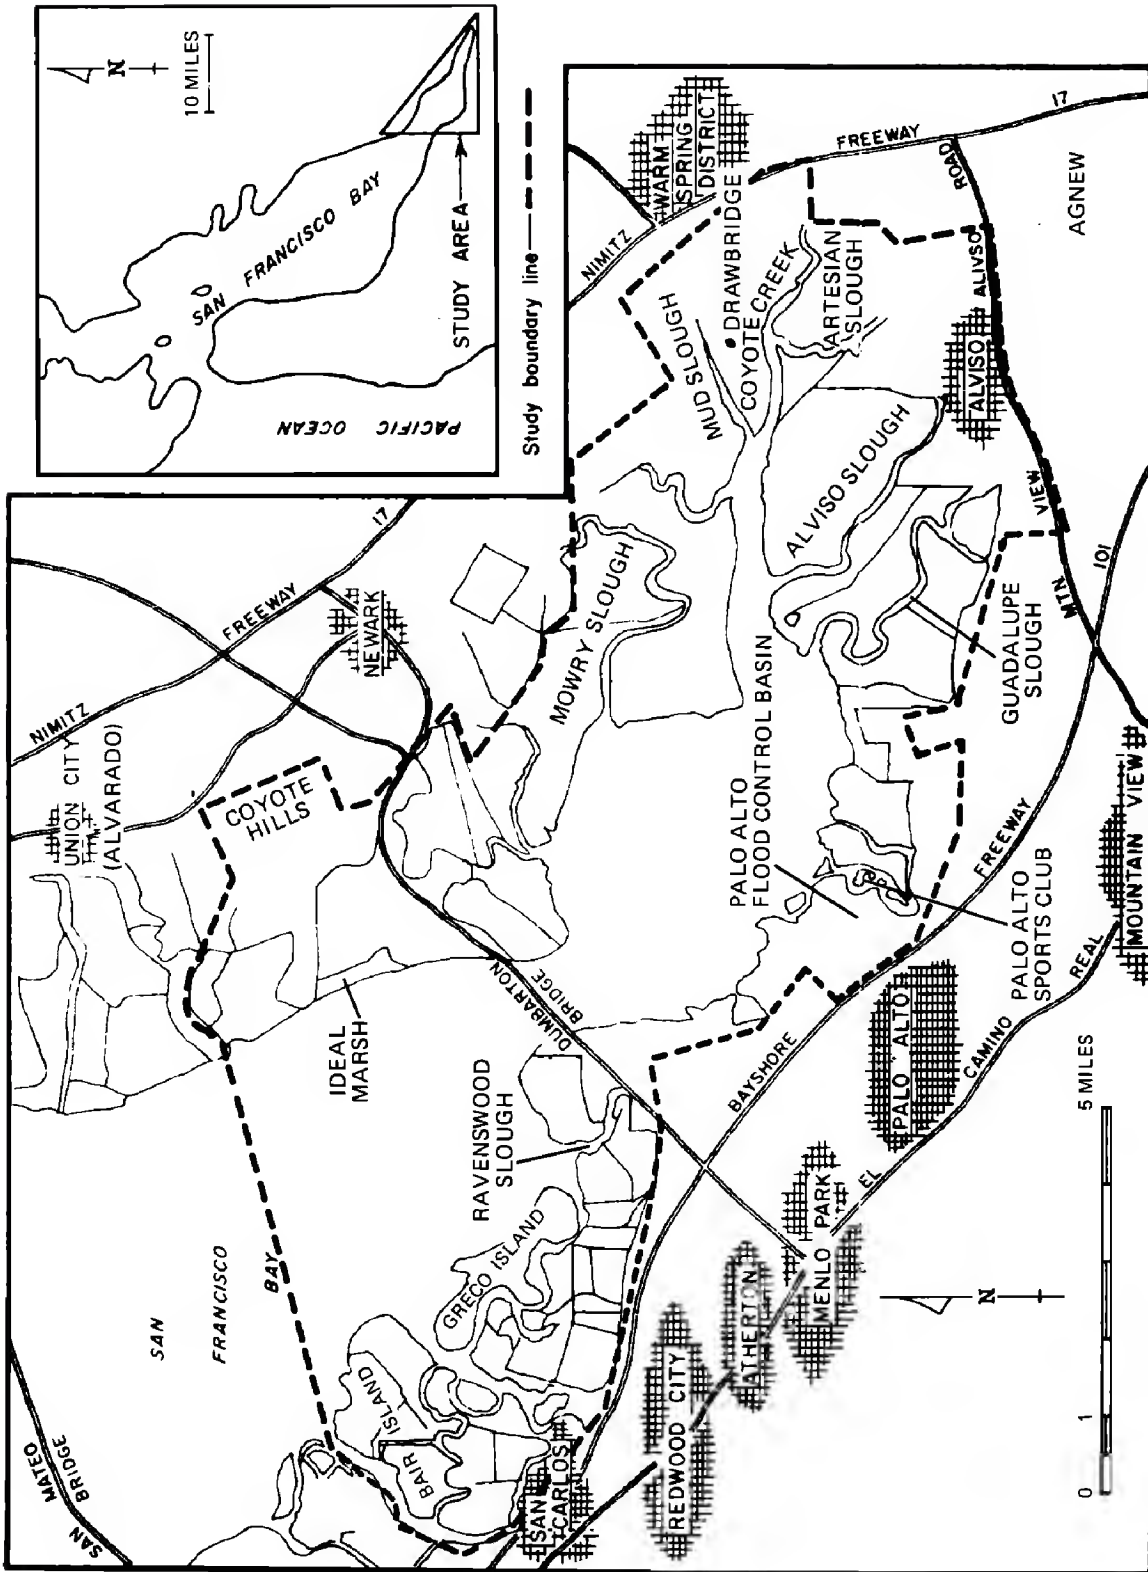 N
10 MILES
SAN FRANCISCO BAY
PACIFIC OCEAN
STUDY AREA
Study boundary line
SAN MATEO
BRIDGE
SAN
FRANCISCO
BAY
UNION CITY
(ALVARADO)
NIMITZ
FREEWAY
17
NEWARK
COYOTE
HILLS
IDEAL
MARSH
DUMBARTON
BRIDGE
RAVENSWOOD
SLOUGH
GRECO ISLAND
BAIR ISLAND
SAN
CARLOS
REDWOOD CITY
ATHERTON
MENLO PARK
EL
CAMINO
REAL
PALO ALTO
BAYSHORE
FREEWAY
101
MOUNTAIN VIEW
PALO ALTO
SPORTS CLUB
PALO ALTO
FLOOD CONTROL BASIN
MOWRY SLOUGH
GUADALUPE
SLOUGH
ALVISO SLOUGH
MUD SLOUGH
DRAWBRIDGE
COYOTE CREEK
ARTESIAN
SLOUGH
NIMITZ
WARM
SPRING
DISTRICT
FREEWAY
17
MTN
VIEW
ALVISO
ALIVSO
ROAD
AGNEW
N
0
1
5 MILES